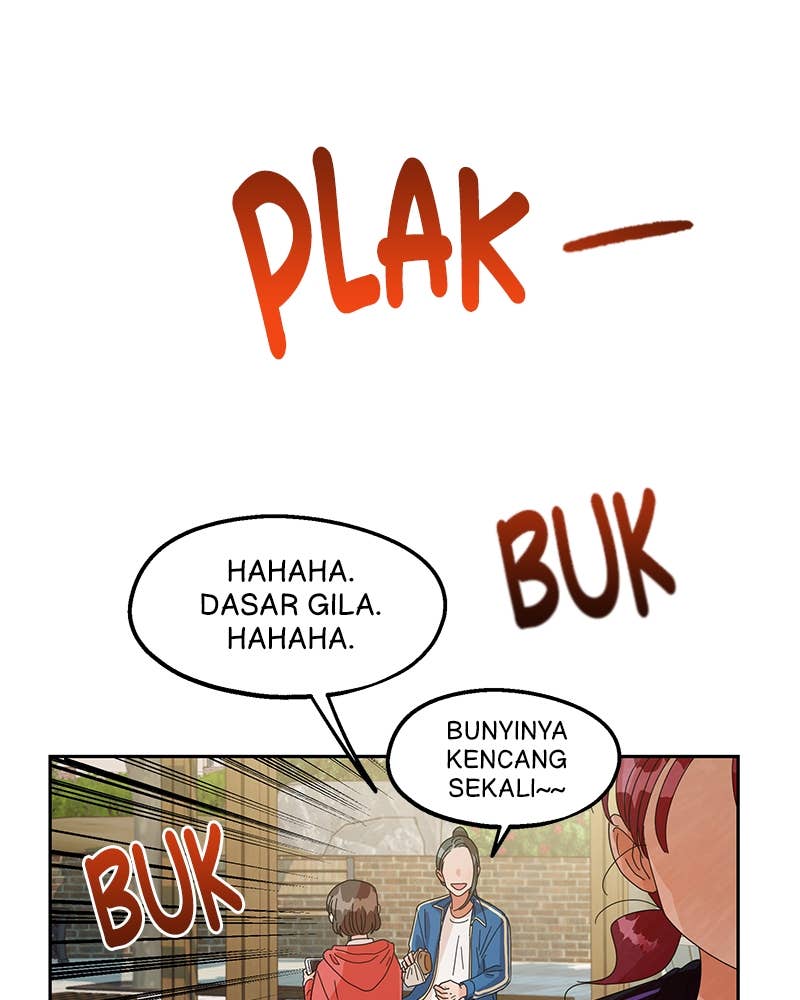 PLAK —
BUK
HAHAHA.
DASAR GILA.
HAHAHA.
BUNYINYA
KENCANG
SEKALI~~
BUK